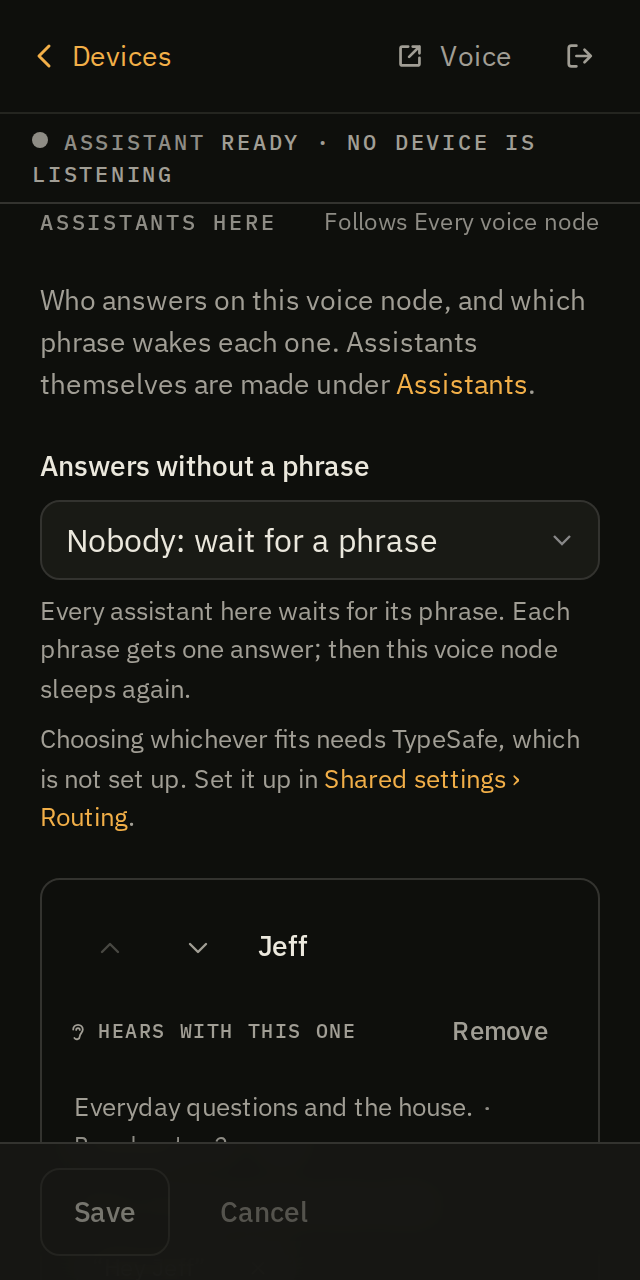 Devices
Voice
ASSISTANT READY · NO DEVICE IS
LISTENING
ASSISTANTS HERE
Follows Every voice node
Who answers on this voice node, and which
phrase wakes each one. Assistants
themselves are made under Assistants.
Answers without a phrase
Nobody: wait for a phrase
Every assistant here waits for its phrase. Each
phrase gets one answer; then this voice node
sleeps again.
Choosing whichever fits needs TypeSafe, which
is not set up. Set it up in Shared settings ›
Routing.
Jeff
HEARS WITH THIS ONE
Remove
Everyday questions and the house. ·
Save
Cancel